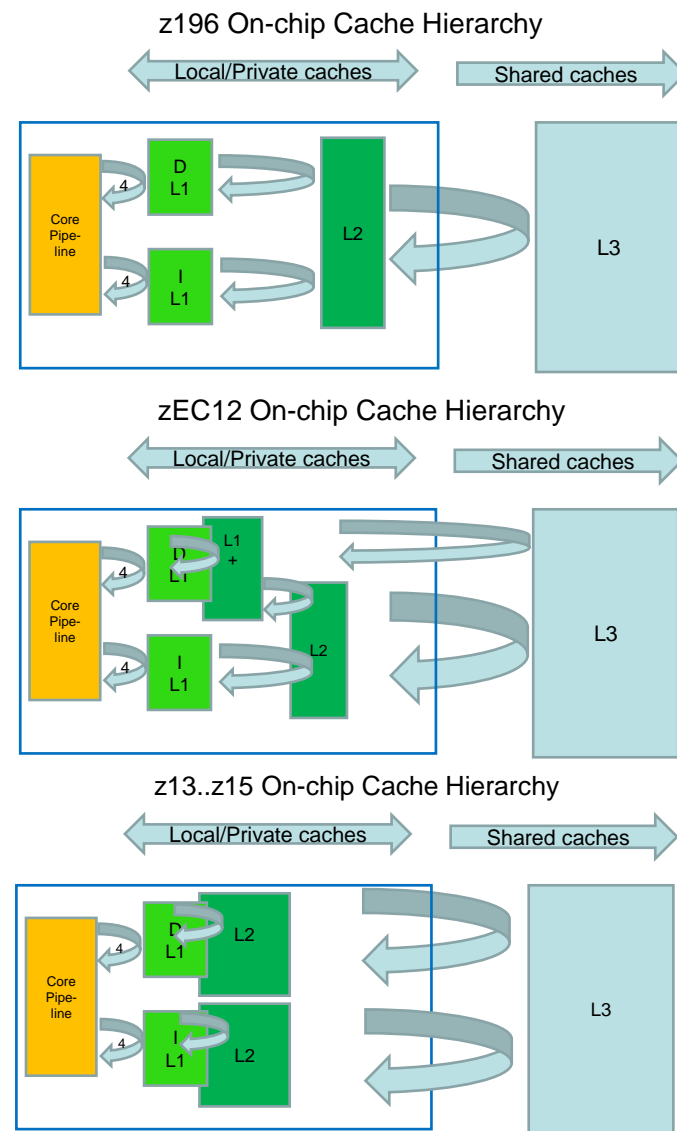 z196 On-chip Cache Hierarchy
Local/Private caches
Shared caches
Core
Pipe-
line
4
4
D
L1
I
L1
L2
L3
zEC12 On-chip Cache Hierarchy
Local/Private caches
Shared caches
Core
Pipe-
line
4
4
D
L1
L1
+
I
L1
L2
L3
z13..z15 On-chip Cache Hierarchy
Local/Private caches
Shared caches
Core
Pipe-
line
4
4
D
L1
L2
I
L1
L2
L3